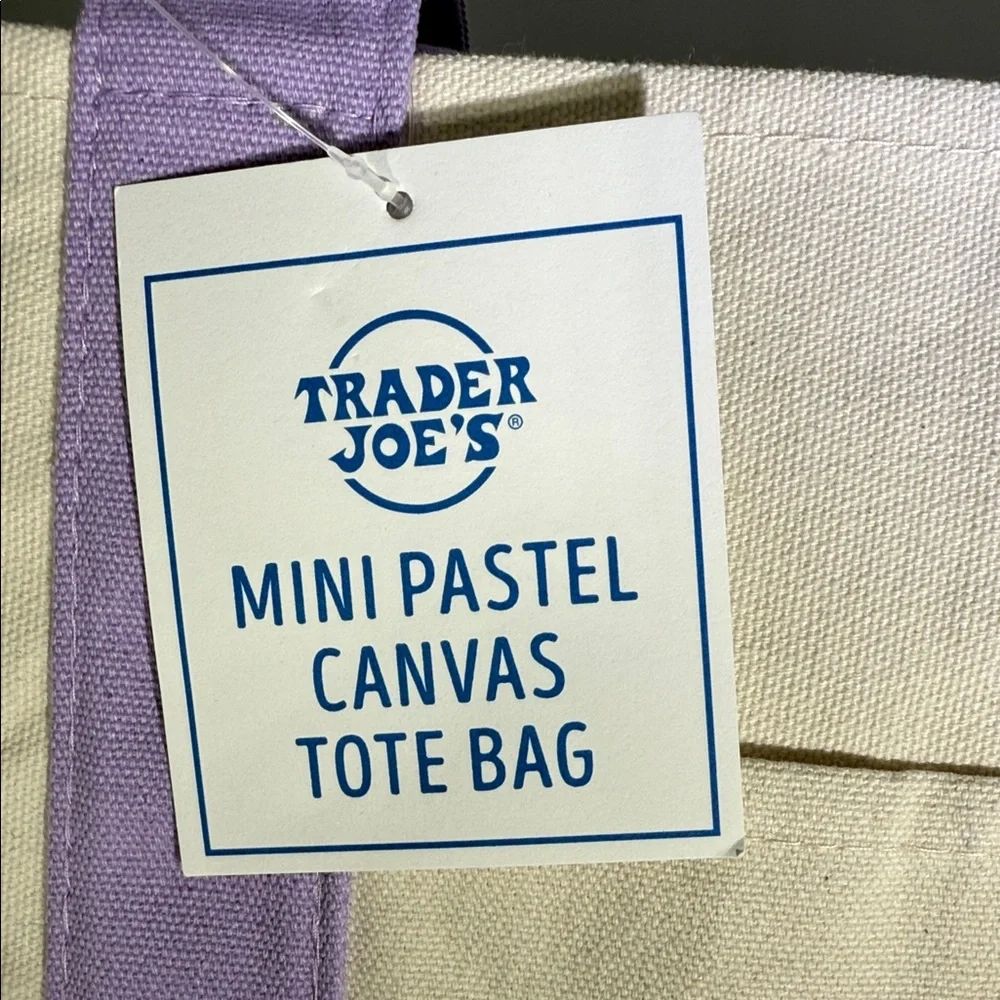 TRADER
JOE'S®
MINI PASTEL
CANVAS
TOTE BAG